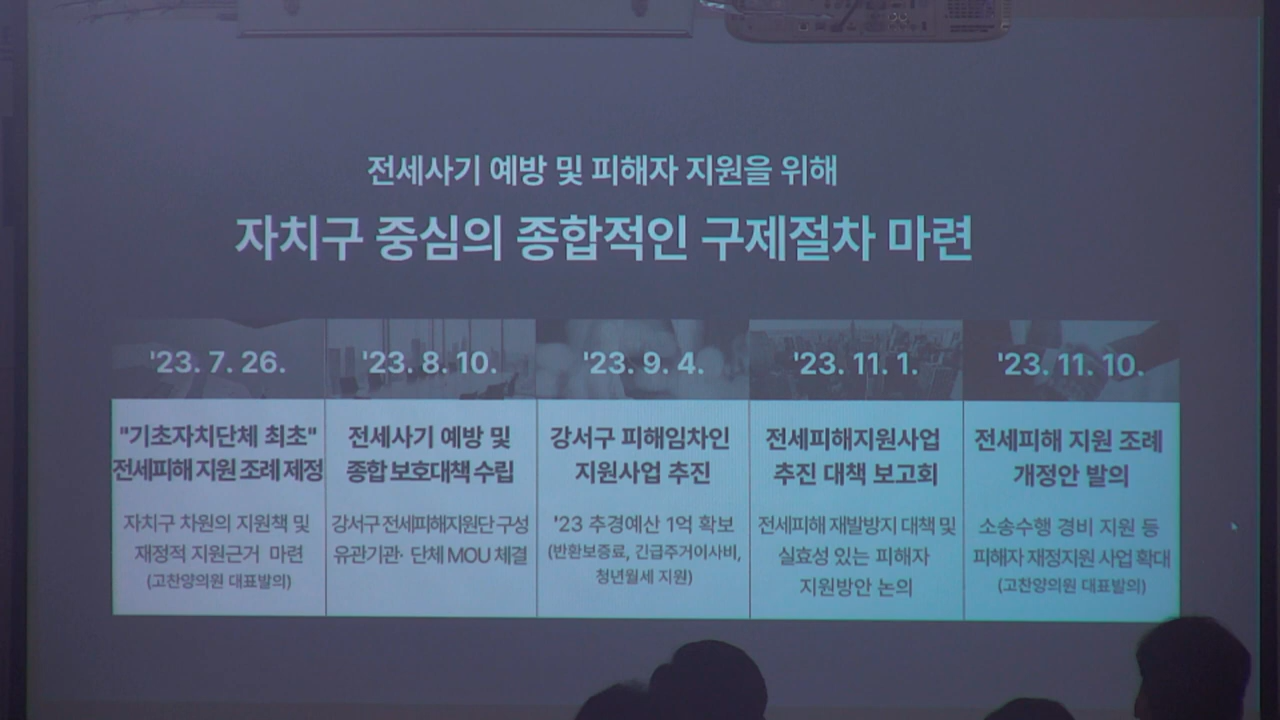 전세사기 예방 및 피해자 지원을 위해
자치구 중심의 종합적인 구제절차 마련
'23. 7. 26.
"기초자치단체 최초"
전세피해 지원 조례 제정
자치구 차원의 지원책 및
재정적 지원근거 마련
(고찬양의원 대표발의)
'23. 8. 10.
전세사기 예방 및
종합 보호대책 수립
강서구 전세피해지원단 구성
유관기관· 단체 MOU 체결
'23. 9. 4.
강서구 피해임차인
지원사업 추진
'23 추경예산 1억 확보
(반환보증료, 긴급주거이사비,
청년월세 지원)
'23. 11. 1.
전세피해지원사업
추진 대책 보고회
전세피해 재발방지 대책 및
실효성 있는 피해자
지원방안 논의
'23. 11. 10.
전세피해 지원 조례
개정안 발의
소송수행 경비 지원 등
피해자 재정지원 사업 확대
(고찬양의원 대표발의)